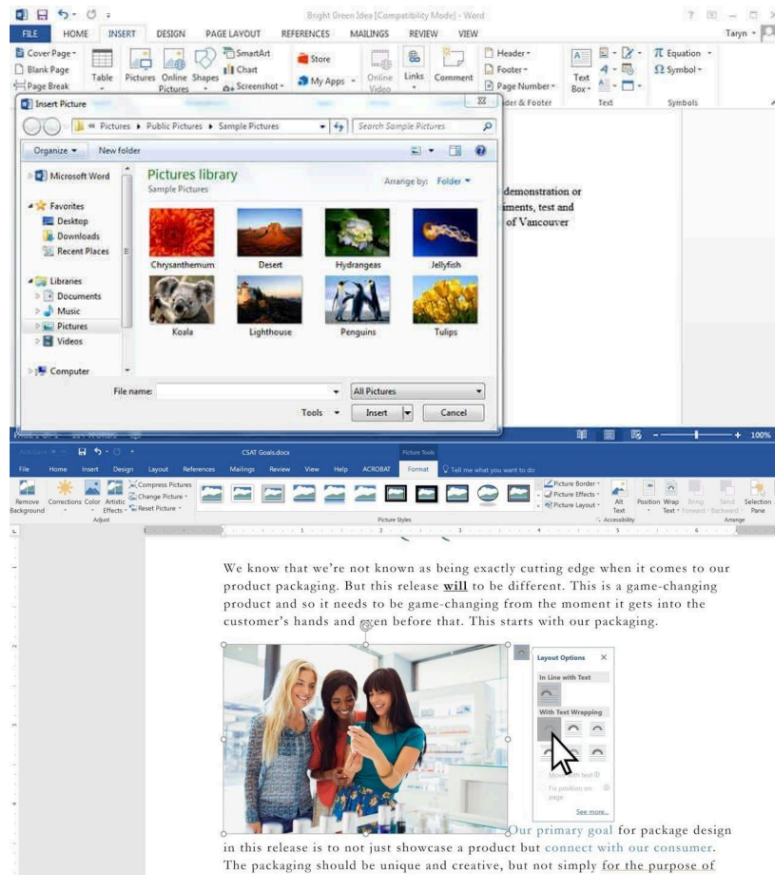 Bright Green Idea [Compatibility Mode] - Word
FILE HOME INSERT DESIGN PAGE LAYOUT REFERENCES MAILINGS REVIEW VIEW Taryn
Cover Page
Blank Page
Page Break
Table
Pictures
Online Pictures
Shapes
SmartArt
Chart
Screenshot
Store
My Apps
Online Video
Links
Comment
Header
Footer
Page Number
der & Footer
Text Box
Text
Equation
Symbol
Symbols
Insert Picture
Pictures Public Pictures Sample Pictures
Search Sample Pictures
Organize New folder
Microsoft Word
Favorites
Desktop
Downloads
Recent Places
Libraries
Documents
Music
Pictures
Videos
Computer
Pictures library
Sample Pictures
Arrange by: Folder
Chrysanthemum Desert Hydrangeas Jellyfish
Koala Lighthouse Penguins Tulips
File name: All Pictures
Tools Insert Cancel
demonstration or
iments, test and
of Vancouver
100%
CSAT Goals.docx
Picture Tools
File Home Insert Design Layout References Mailings Review View Help ACROBAT Format Tell me what you want to do
Remove Background
Corrections
Color
Artistic Effects
Compress Pictures
Change Picture
Reset Picture
Adjust
Picture Styles
Picture Border
Picture Effects
Picture Layout
Alt Text
Accessibility
Position
Wrap Text
Bring Forward
Send Backward
Selection Pane
Arrange
We know that we're not known as being exactly cutting edge when it comes to our
product packaging. But this release will to be different. This is a game-changing
product and so it needs to be game-changing from the moment it gets into the
customer's hands and even before that. This starts with our packaging.
Layout Options
In Line with Text
With Text Wrapping
Move with text
Fix position on
page
See more...
Our primary goal for package design
in this release is to not just showcase a product but connect with our consumer.
The packaging should be unique and creative, but not simply for the purpose of